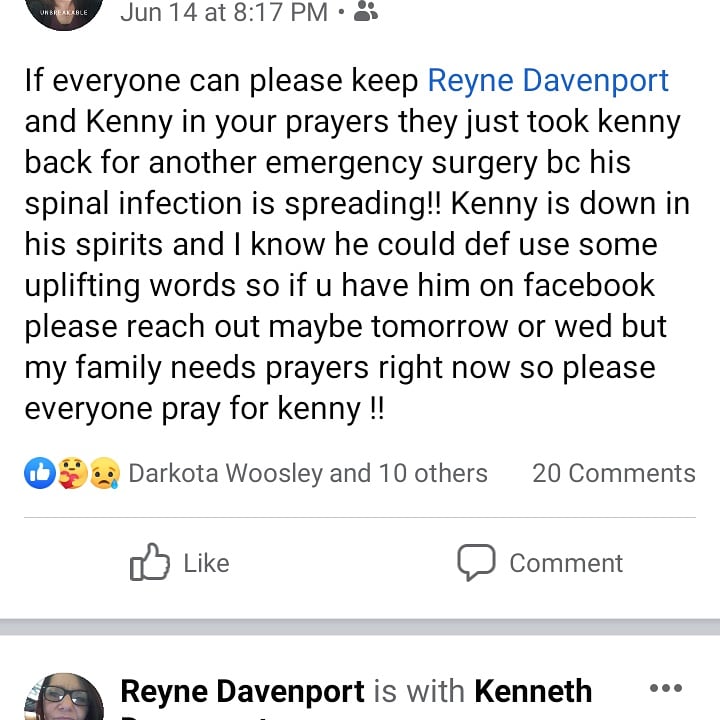 UNBREAKABLE
Jun 14 at 8:17 PM •
If everyone can please keep Reyne Davenport
and Kenny in your prayers they just took kenny
back for another emergency surgery bc his
spinal infection is spreading!! Kenny is down in
his spirits and I know he could def use some
uplifting words so if u have him on facebook
please reach out maybe tomorrow or wed but
my family needs prayers right now so please
everyone pray for kenny !!
Darkota Woosley and 10 others 20 Comments
Like Comment
Reyne Davenport is with Kenneth